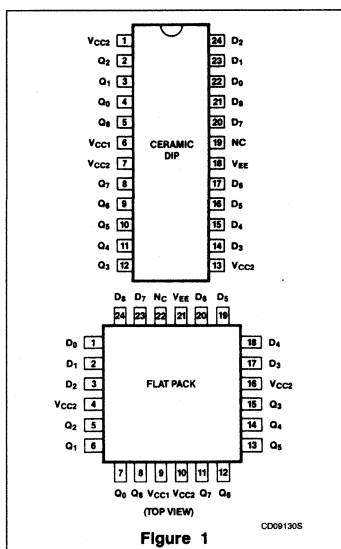 VCC2 1 24 D2
Q2 2 23 D1
Q1 3 22 D0
Q0 4 21 D8
Q8 5 20 D7
VCC1 6 19 NC
CERAMIC DIP
VCC2 7 18 VEE
Q7 8 17 D6
Q6 9 16 D5
Q5 10 15 D4
Q4 11 14 D3
Q3 12 13 VCC2
D8 D7 NC VEE D6 D5
24 23 22 21 20 19
D0 1 18 D4
D1 2 17 D3
D2 3 FLAT PACK 16 VCC2
VCC2 4 15 Q3
Q2 5 14 Q4
Q1 6 13 Q5
7 8 9 10 11 12
Q0 Q8 VCC1 VCC2 Q7 Q6
(TOP VIEW)
CD09130S
Figure 1